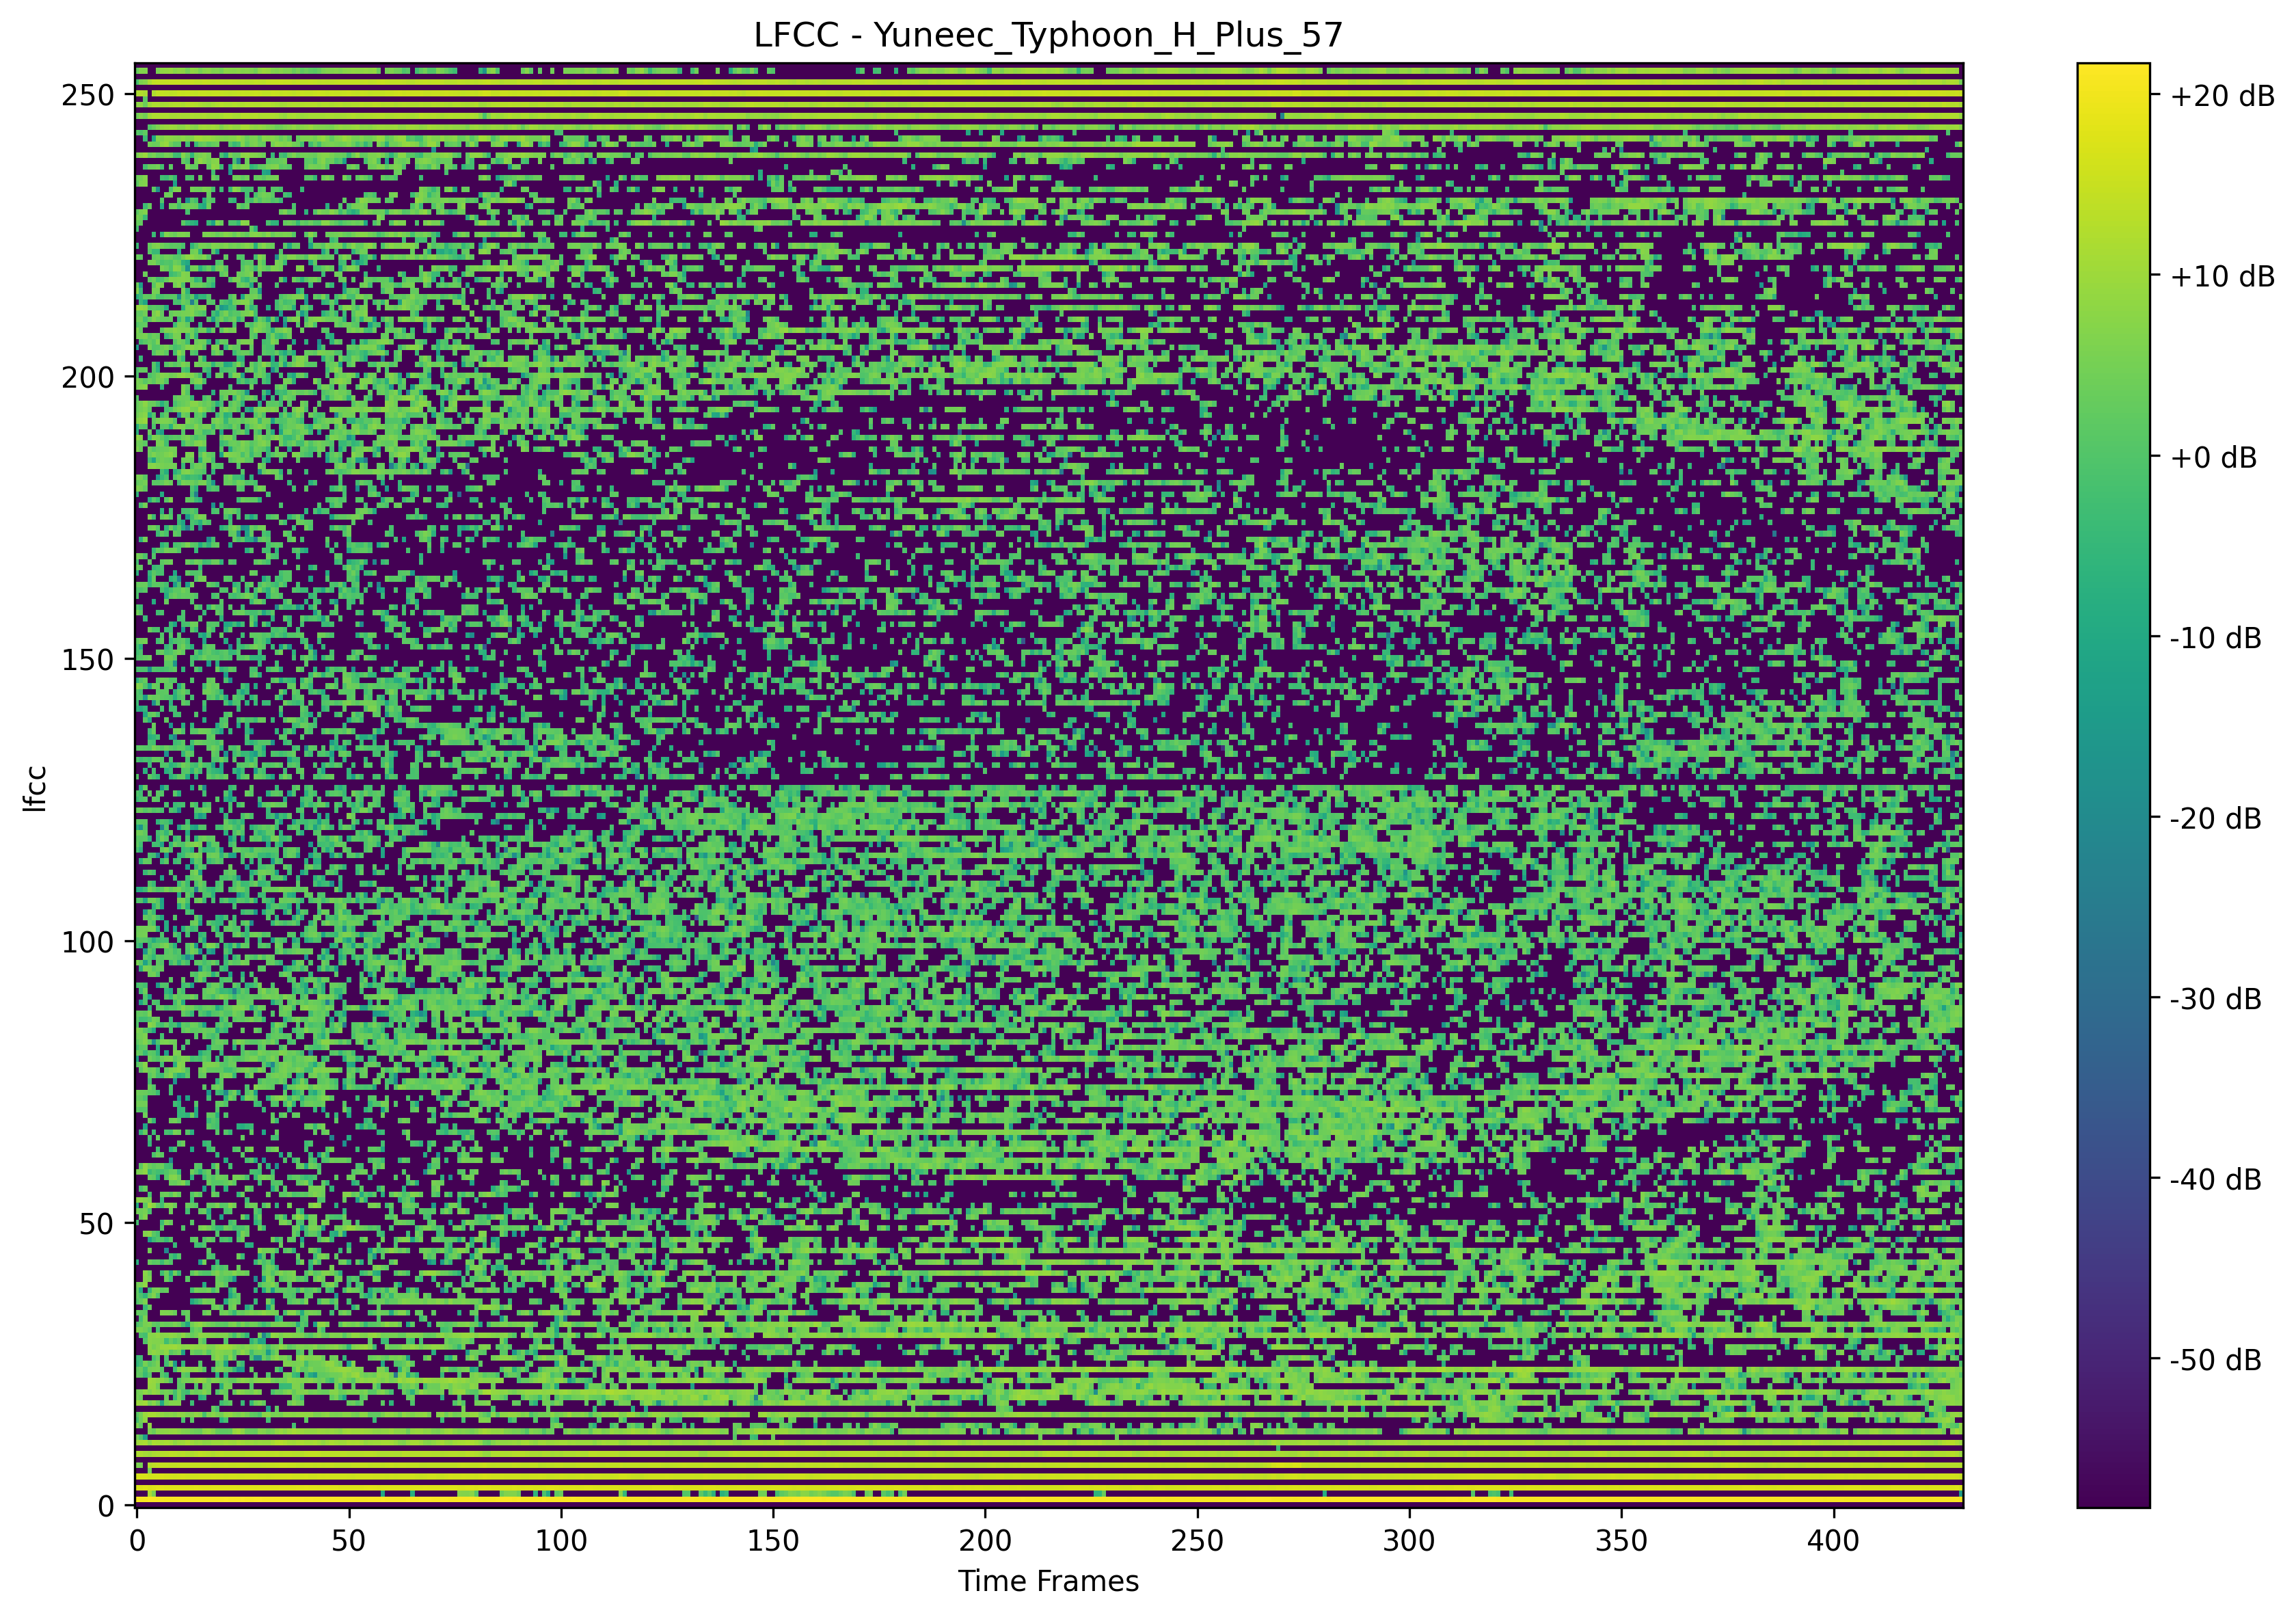 LFCC - Yuneec_Typhoon_H_Plus_57
250
200
150
100
50
0
lfcc
0 50 100 150 200 250 300 350 400
Time Frames
+20 dB
+10 dB
+0 dB
-10 dB
-20 dB
-30 dB
-40 dB
-50 dB